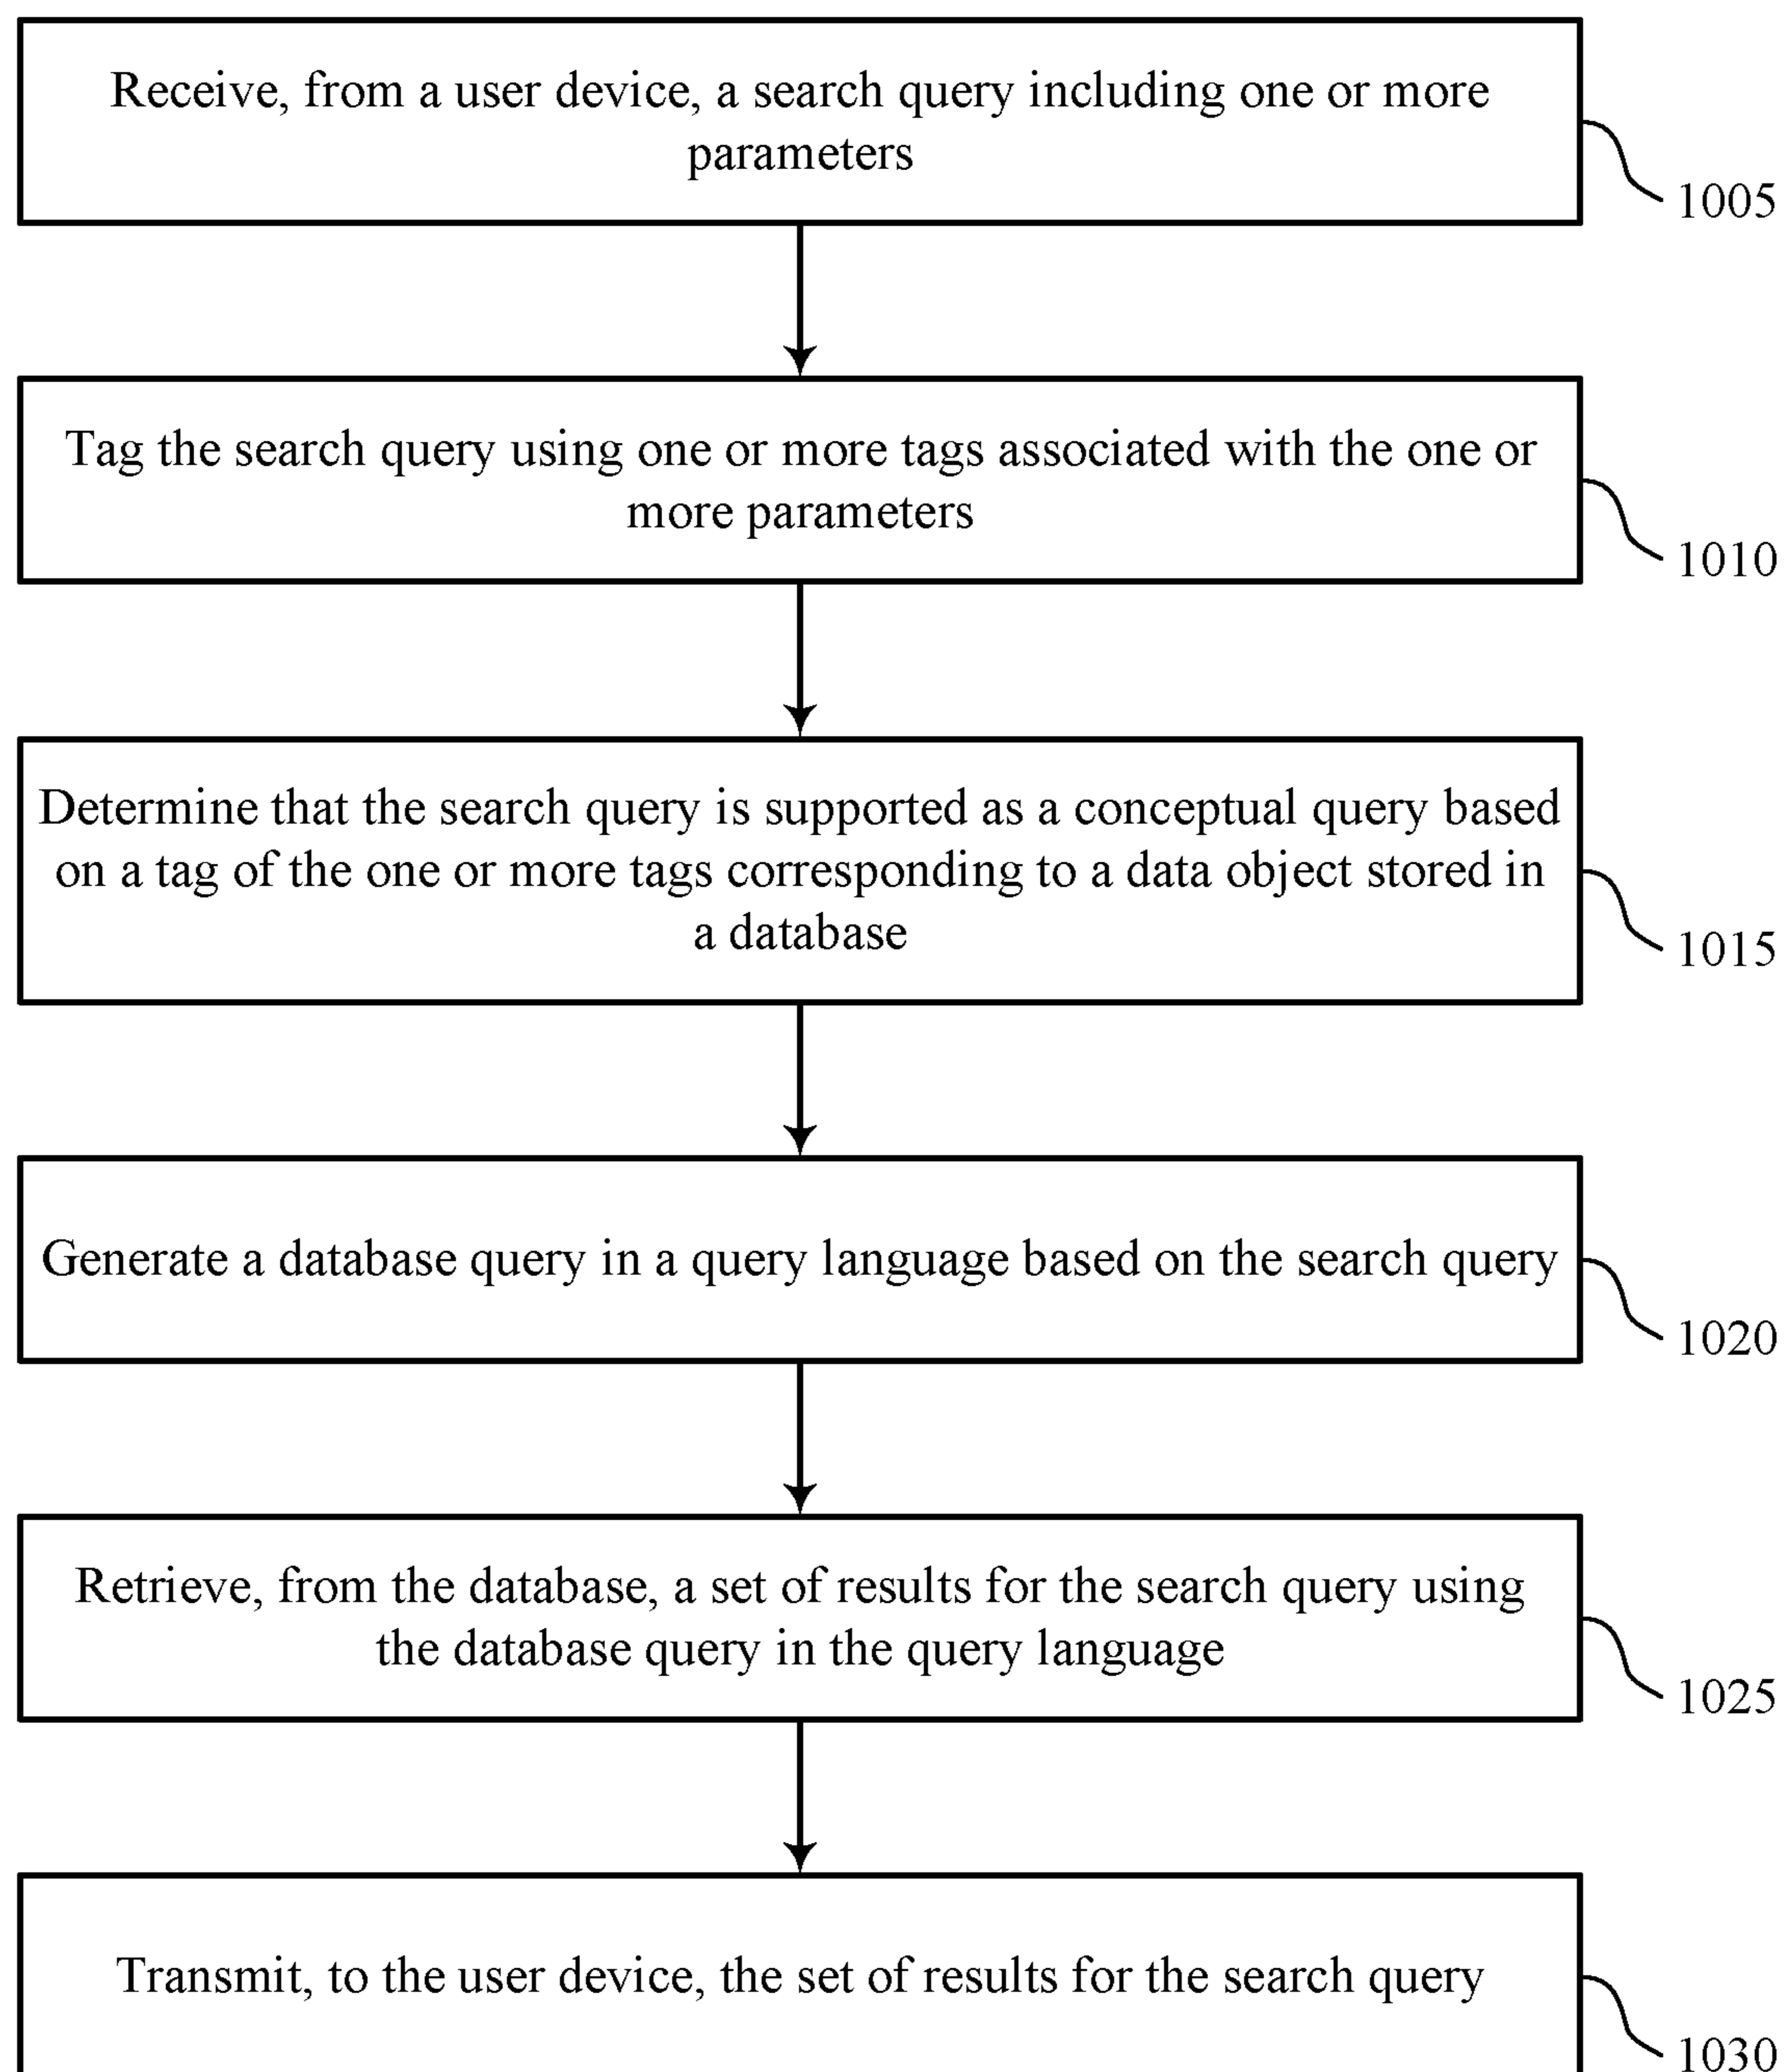 Receive, from a user device, a search query including one or more
parameters
1005
Tag the search query using one or more tags associated with the one or
more parameters
1010
Determine that the search query is supported as a conceptual query based
on a tag of the one or more tags corresponding to a data object stored in
a database
1015
Generate a database query in a query language based on the search query
1020
Retrieve, from the database, a set of results for the search query using
the database query in the query language
1025
Transmit, to the user device, the set of results for the search query
1030